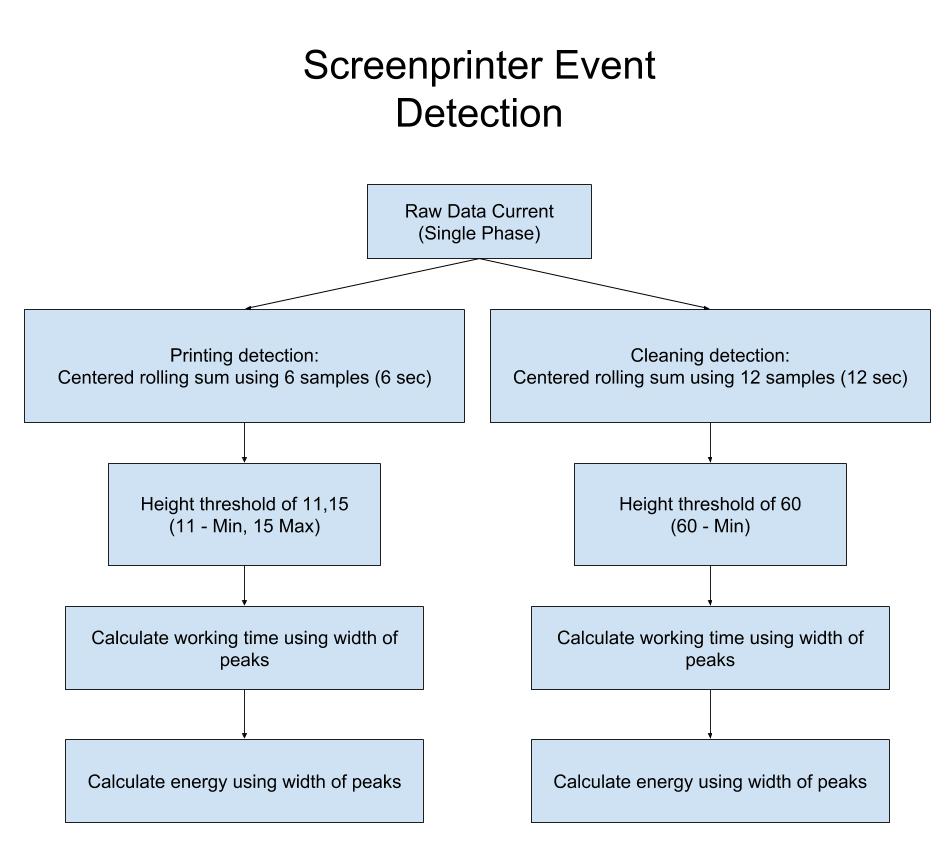 Screenprinter Event
Detection
Raw Data Current
(Single Phase)
Printing detection:
Centered rolling sum using 6 samples (6 sec)
Cleaning detection:
Centered rolling sum using 12 samples (12 sec)
Height threshold of 11,15
(11 - Min, 15 Max)
Height threshold of 60
(60 - Min)
Calculate working time using width of
peaks
Calculate working time using width of
peaks
Calculate energy using width of peaks
Calculate energy using width of peaks